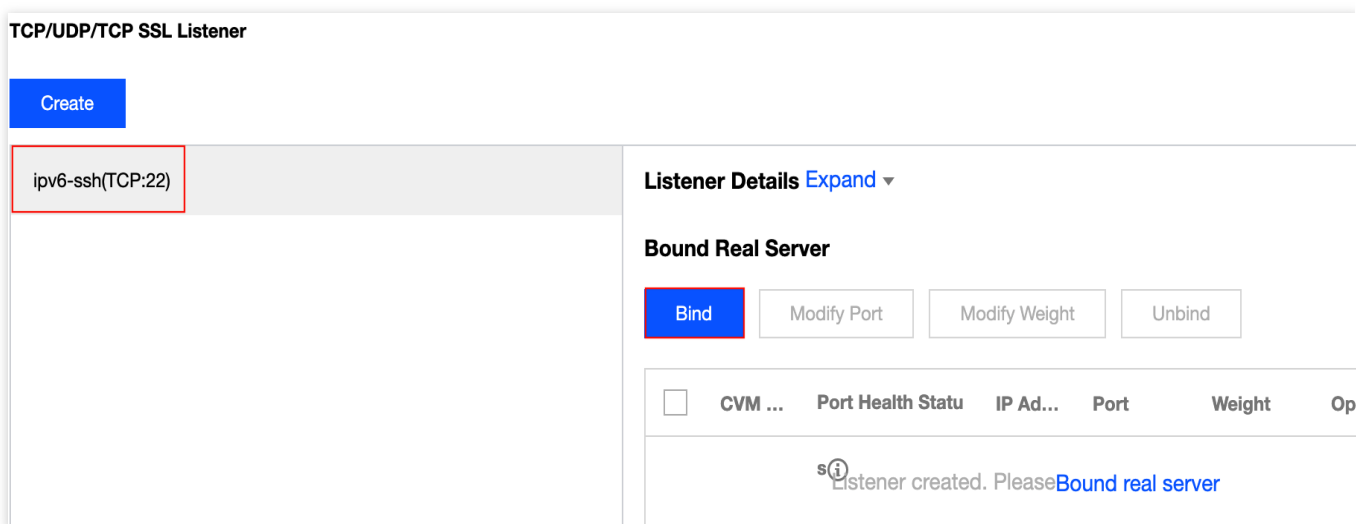 TCP/UDP/TCP SSL Listener
Create
ipv6-ssh(TCP:22)
Listener Details Expand
Bound Real Server
Bind Modify Port Modify Weight Unbind
CVM ... Port Health Statu IP Ad... Port Weight Op
s
Listener created. Please Bound real server